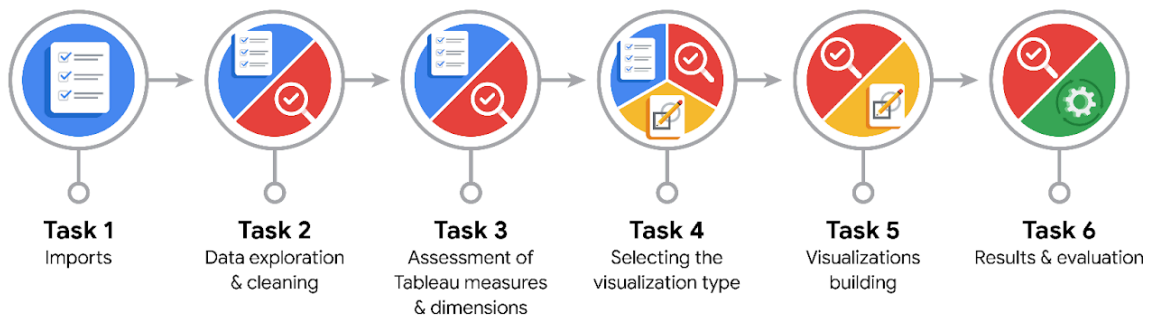 Task 1
Imports
Task 2
Data exploration
& cleaning
Task 3
Assessment of
Tableau measures
& dimensions
Task 4
Selecting the
visualization type
Task 5
Visualizations
building
Task 6
Results & evaluation